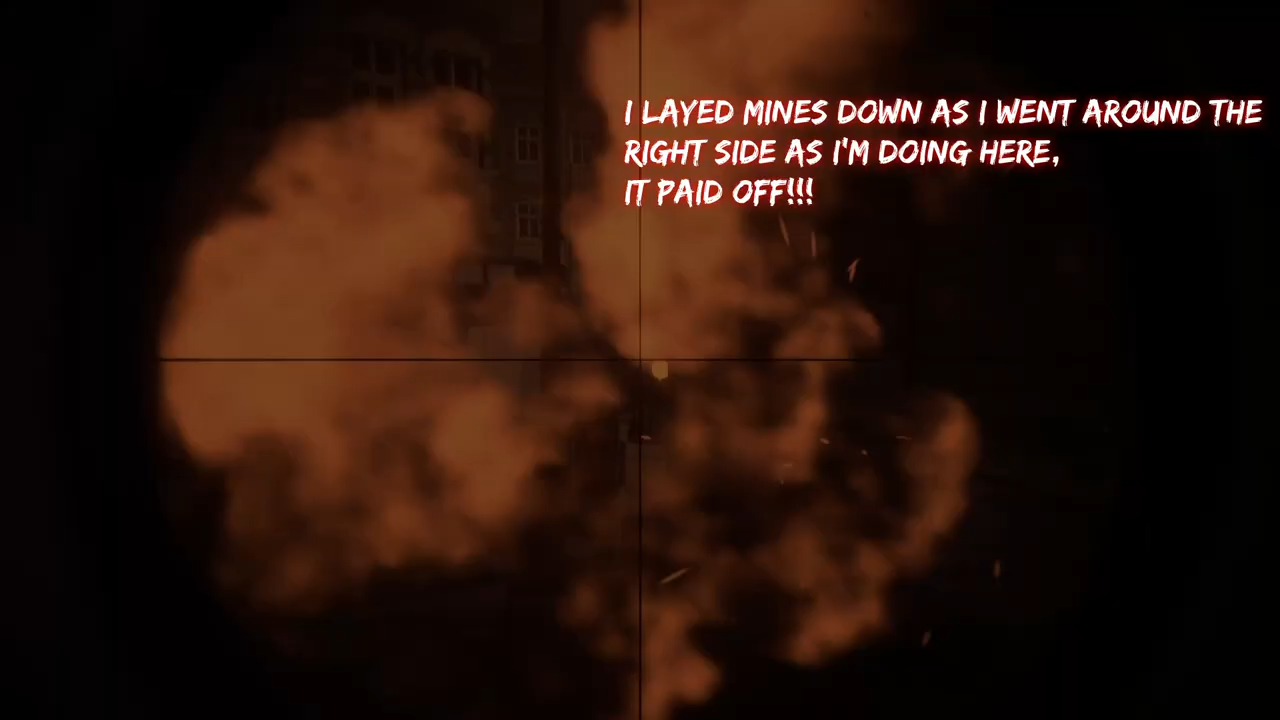 I LAYED MINES DOWN AS I WENT AROUND THE
RIGHT SIDE AS I'M DOING HERE,
IT PAID OFF!!!